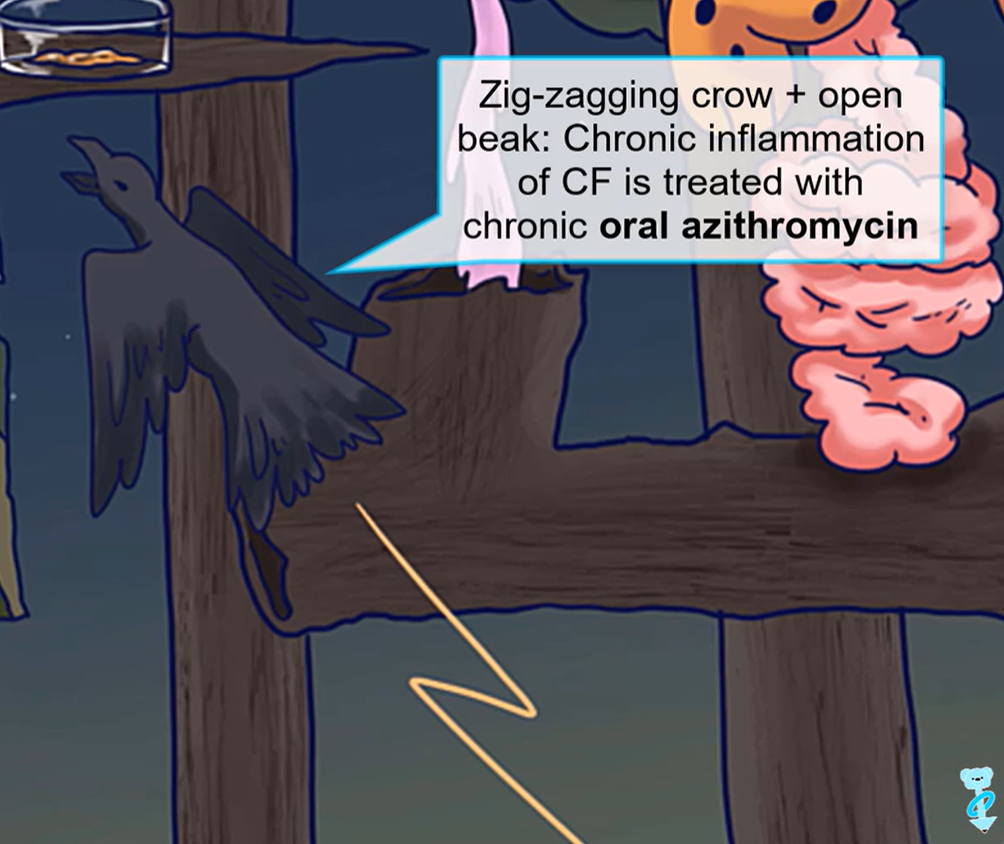 Zig-zagging crow + open
beak: Chronic inflammation
of CF is treated with
chronic oral azithromycin